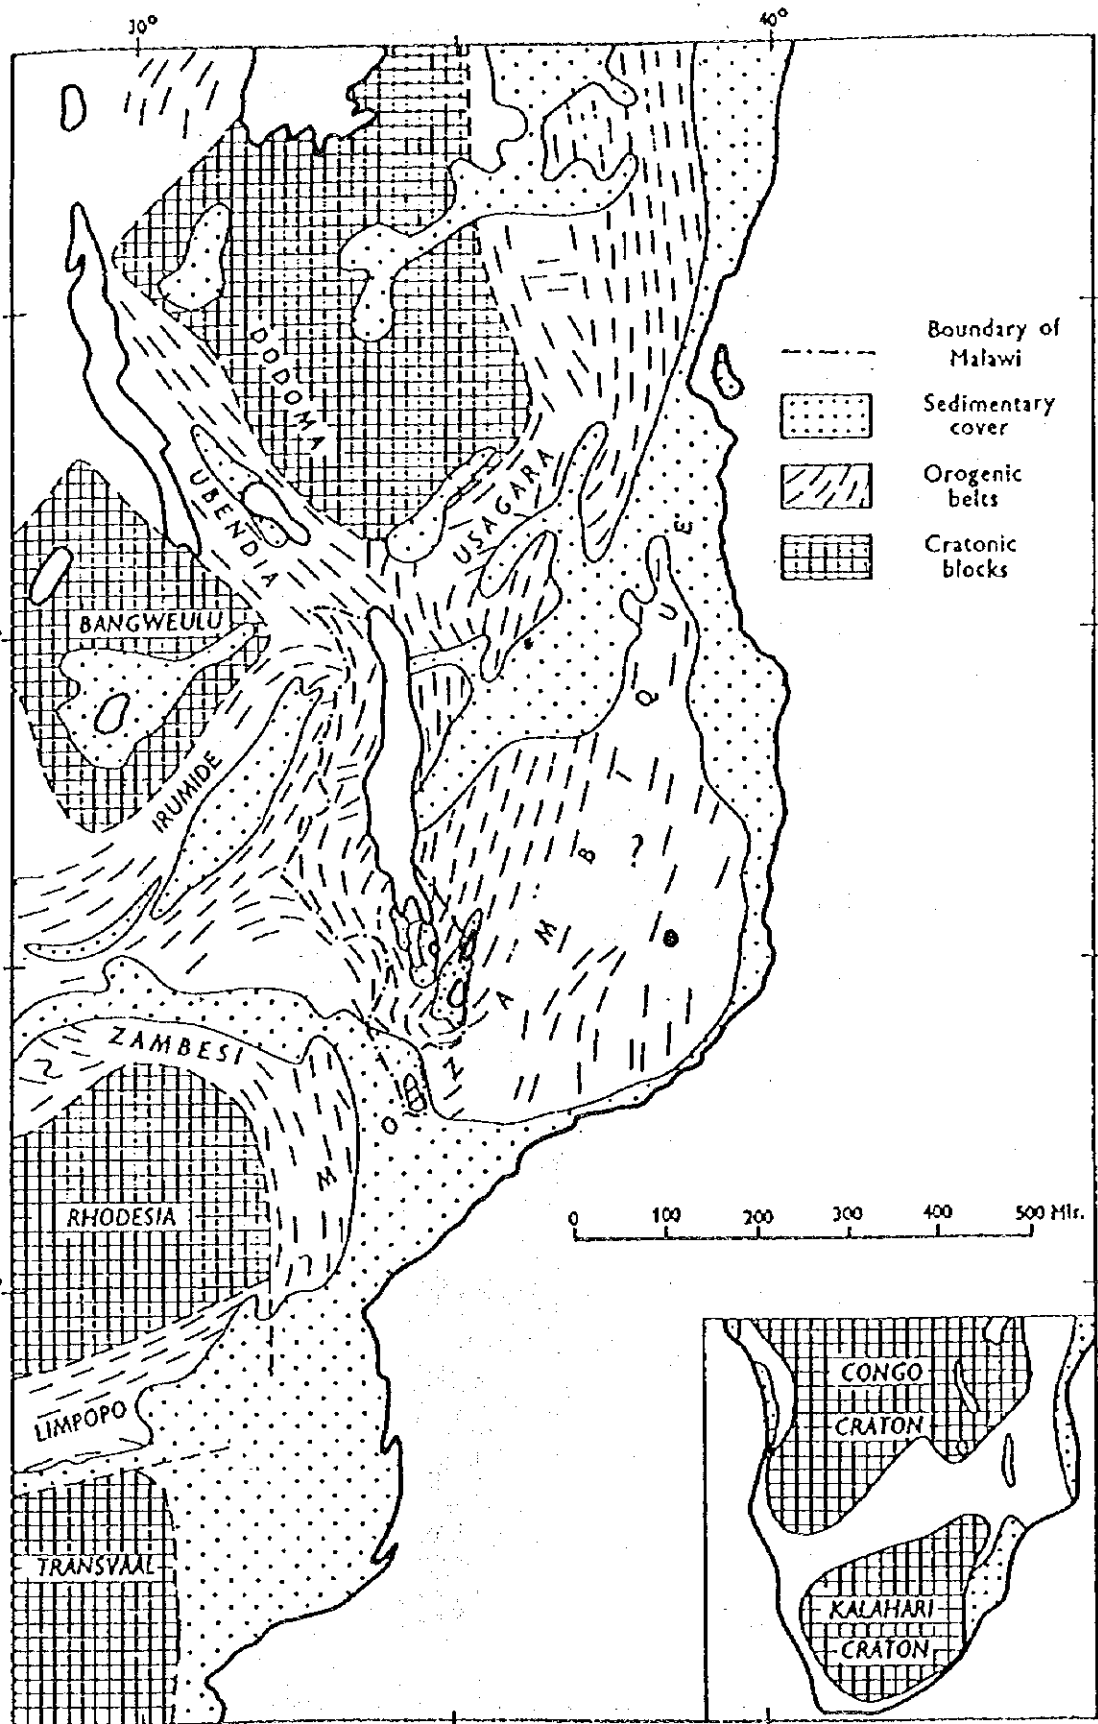 30°
40°
Boundary of
Malawi
Sedimentary
cover
Orogenic
belts
Cratonic
blocks
DODOMA
UBENDIA
USAGARA
BANGWEULU
IRUMIDE
MOZAMBIQUE
?
ZAMBESI
M
RHODESIA
LIMPOPO
TRANSVAAL
0 100 200 300 400 500 Mls.
CONGO
CRATON
KALAHARI
CRATON